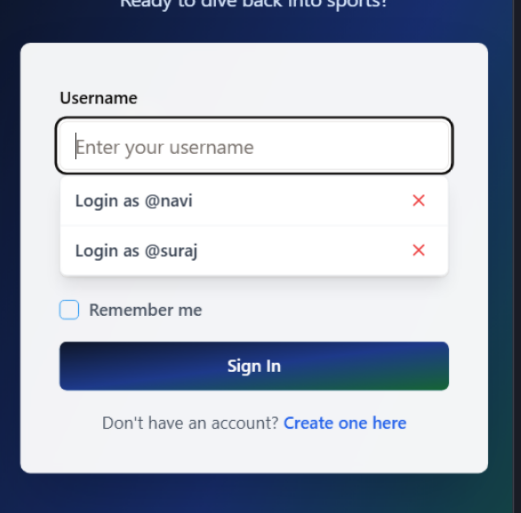 Ready to dive back into sports!
Username
Enter your username
Login as @navi
Login as @suraj
Remember me
Sign In
Don't have an account? Create one here